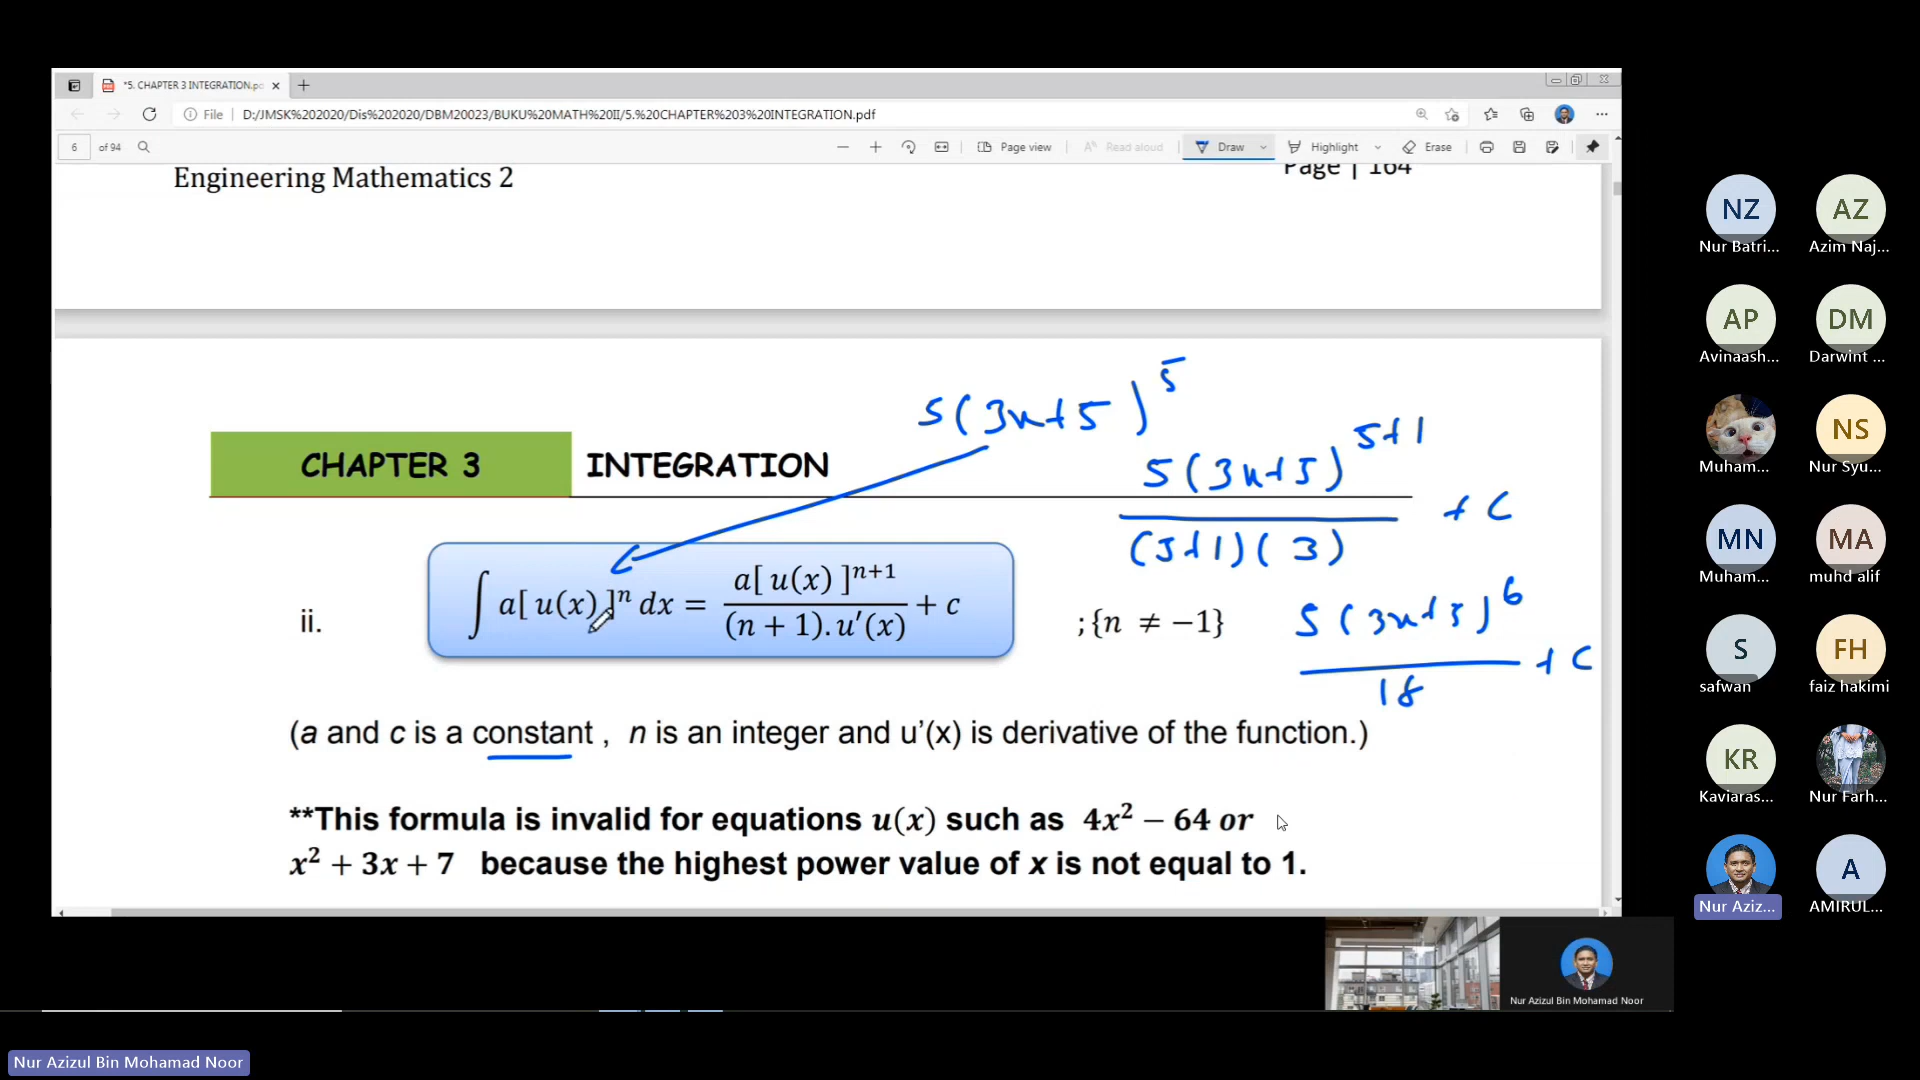 *5. CHAPTER 3 INTEGRATION.pd
File | D:/JMSK%202020/Dis%202020/DBM20023/BUKU%20MATH%20II/5.%20CHAPTER%203%20INTEGRATION.pdf
6 of 94
Page view
Read aloud
Draw
Highlight
Erase
Engineering Mathematics 2
Page | 164
5(3x+5)^5
CHAPTER 3 INTEGRATION
5(3x+5)^{5+1}
(5+1)(3)
+ c
ii.
∫ a[ u(x) ]^n dx = \frac{a[ u(x) ]^{n+1}}{(n + 1). u′(x)} + c
;{n ≠ −1}
5(3x+5)^6
18
+ c
(a and c is a constant , n is an integer and u'(x) is derivative of the function.)
**This formula is invalid for equations u(x) such as 4x² − 64 or
x² + 3x + 7 because the highest power value of x is not equal to 1.
NZ
Nur Batri...
AZ
Azim Naj...
AP
Avinaash...
DM
Darwint ...
Muham...
NS
Nur Syu...
MN
Muham...
MA
muhd alif
S
safwan
FH
faiz hakimi
KR
Kaviaras...
Nur Farh...
Nur Aziz...
A
AMIRUL...
Nur Azizul Bin Mohamad Noor
Nur Azizul Bin Mohamad Noor